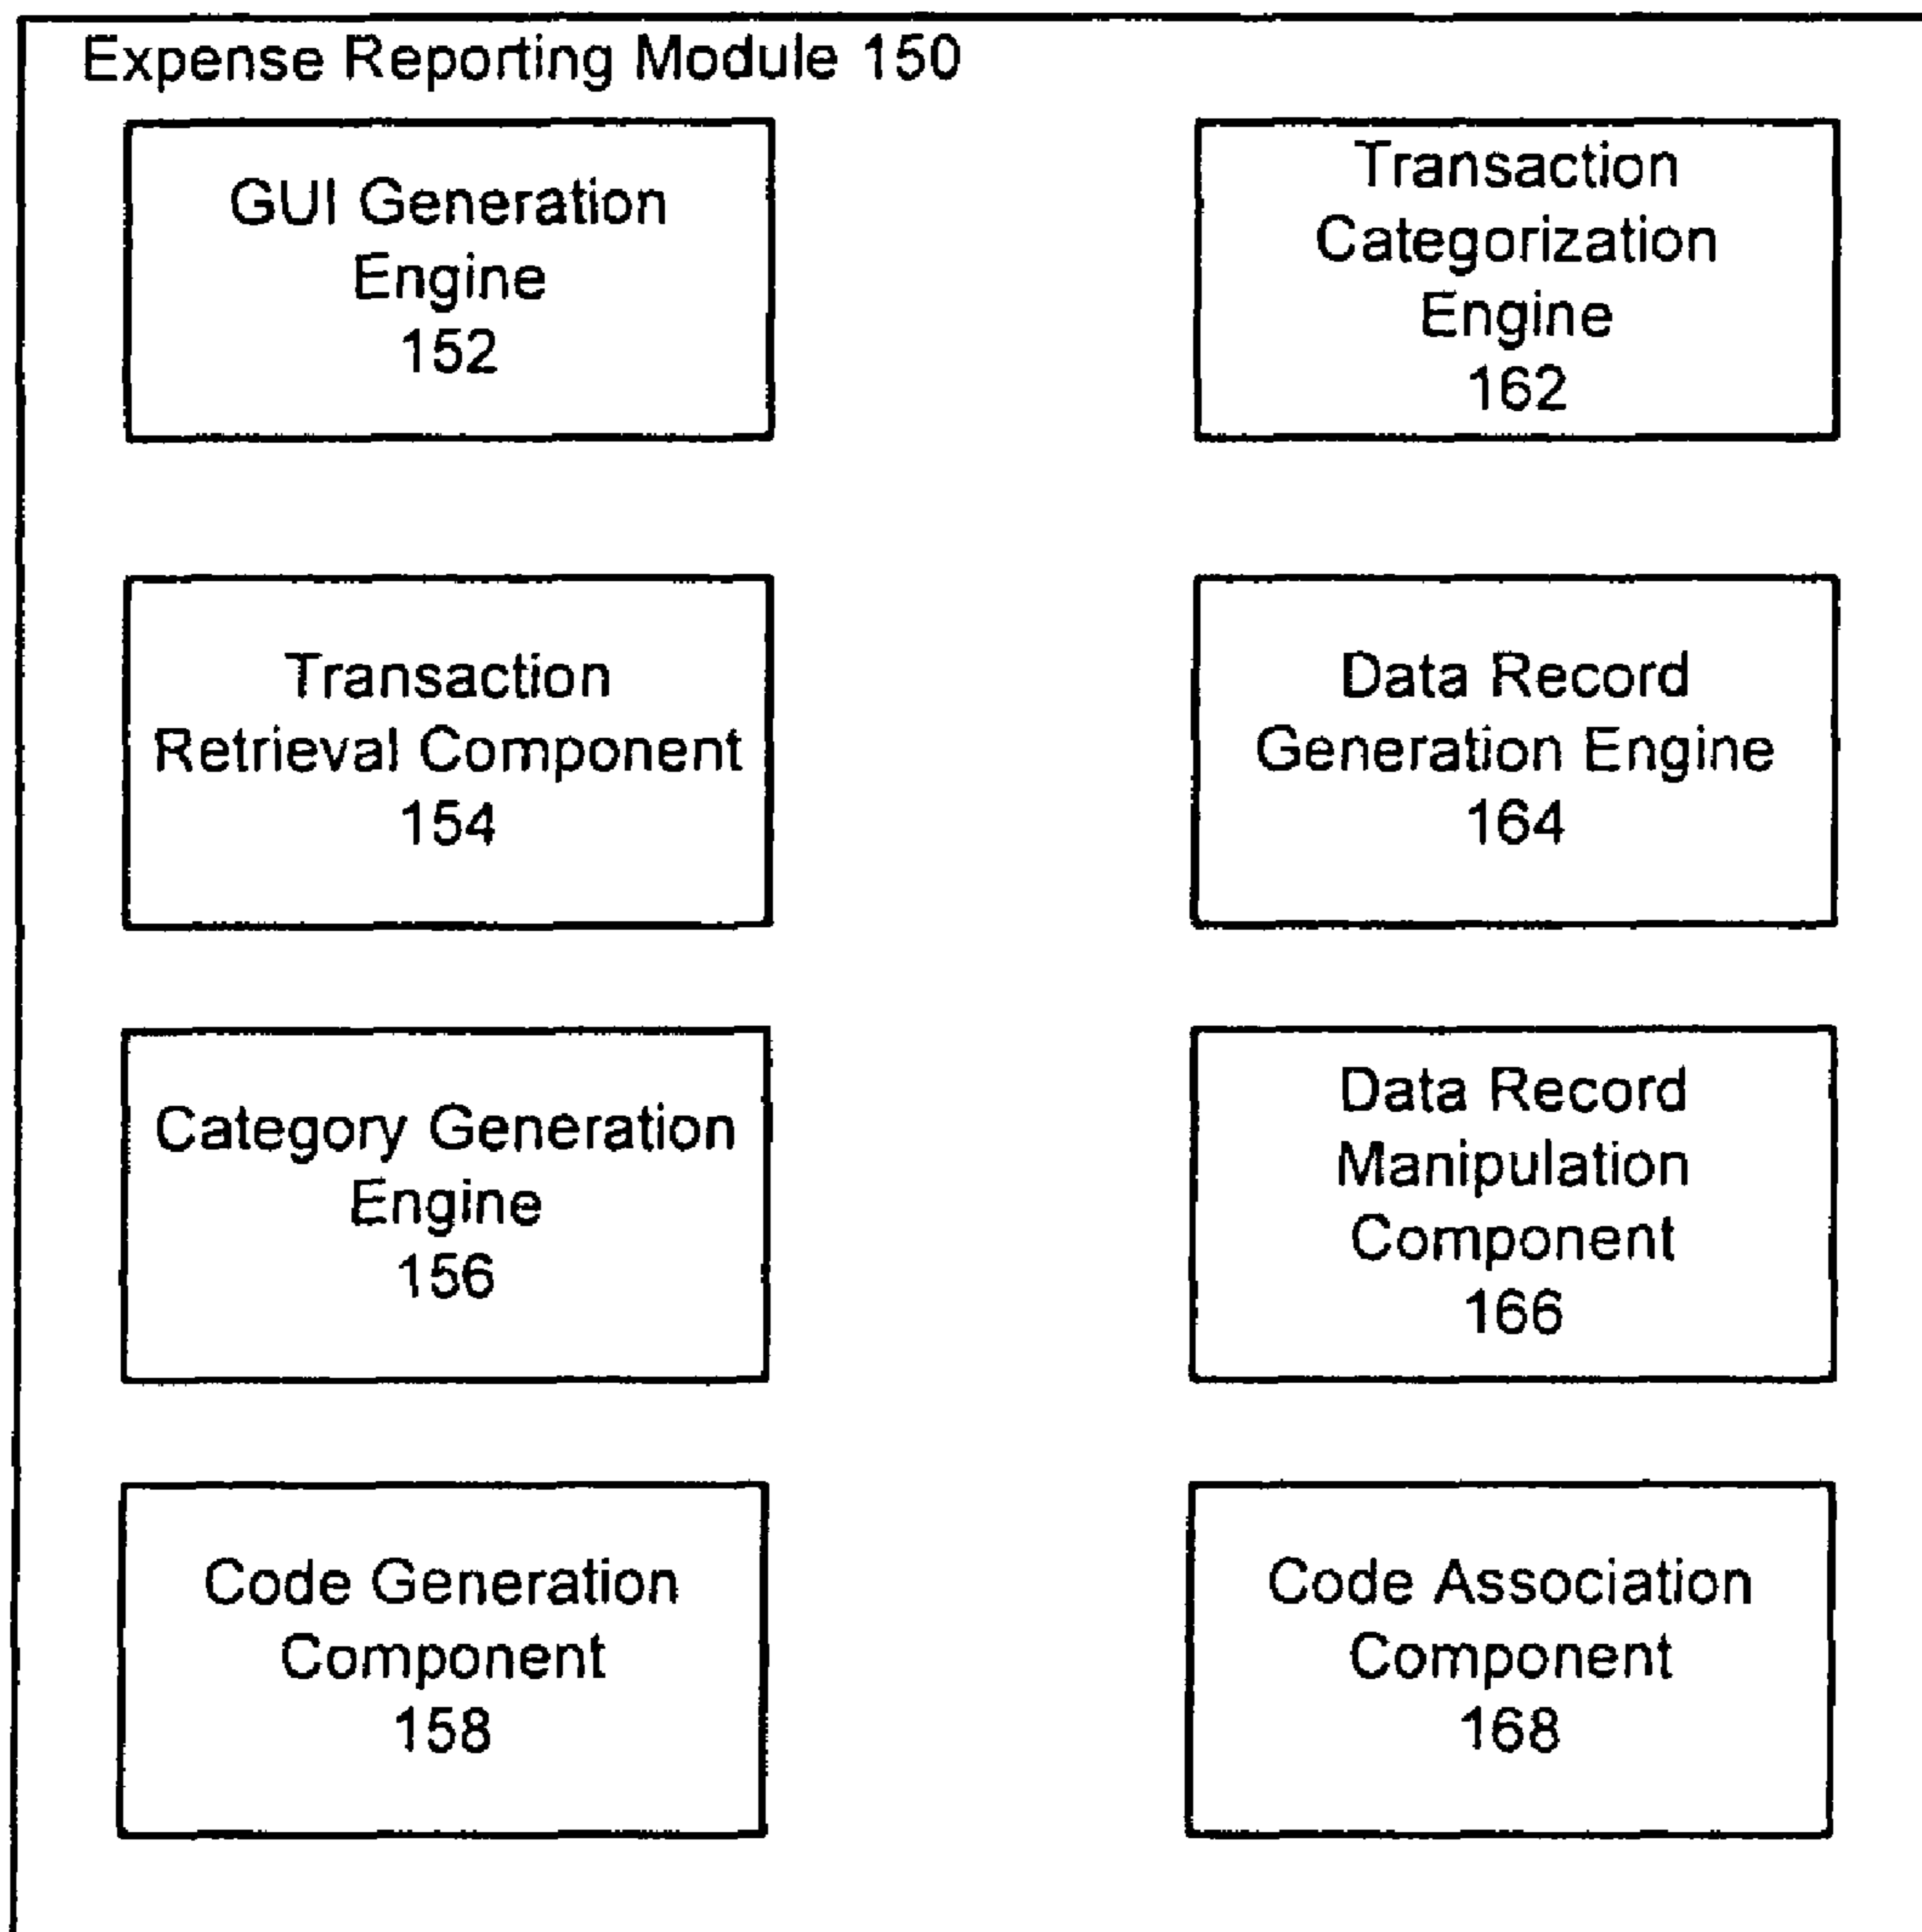 Expense Reporting Module 150
GUI Generation
Engine
152
Transaction
Categorization
Engine
162
Transaction
Retrieval Component
154
Data Record
Generation Engine
164
Category Generation
Engine
156
Data Record
Manipulation
Component
166
Code Generation
Component
158
Code Association
Component
168